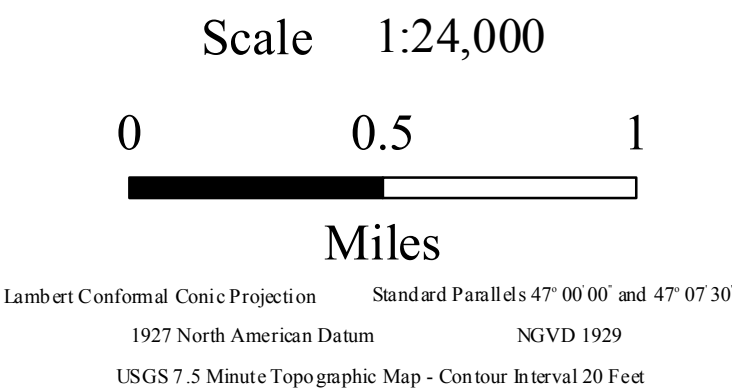 Scale 1:24,000
0 0.5 1
Miles
Lambert Conformal Conic Projection Standard Parallels 47° 00' 00" and 47° 07' 30'
1927 North American Datum NGVD 1929
USGS 7.5 Minute Topographic Map - Contour Interval 20 Feet